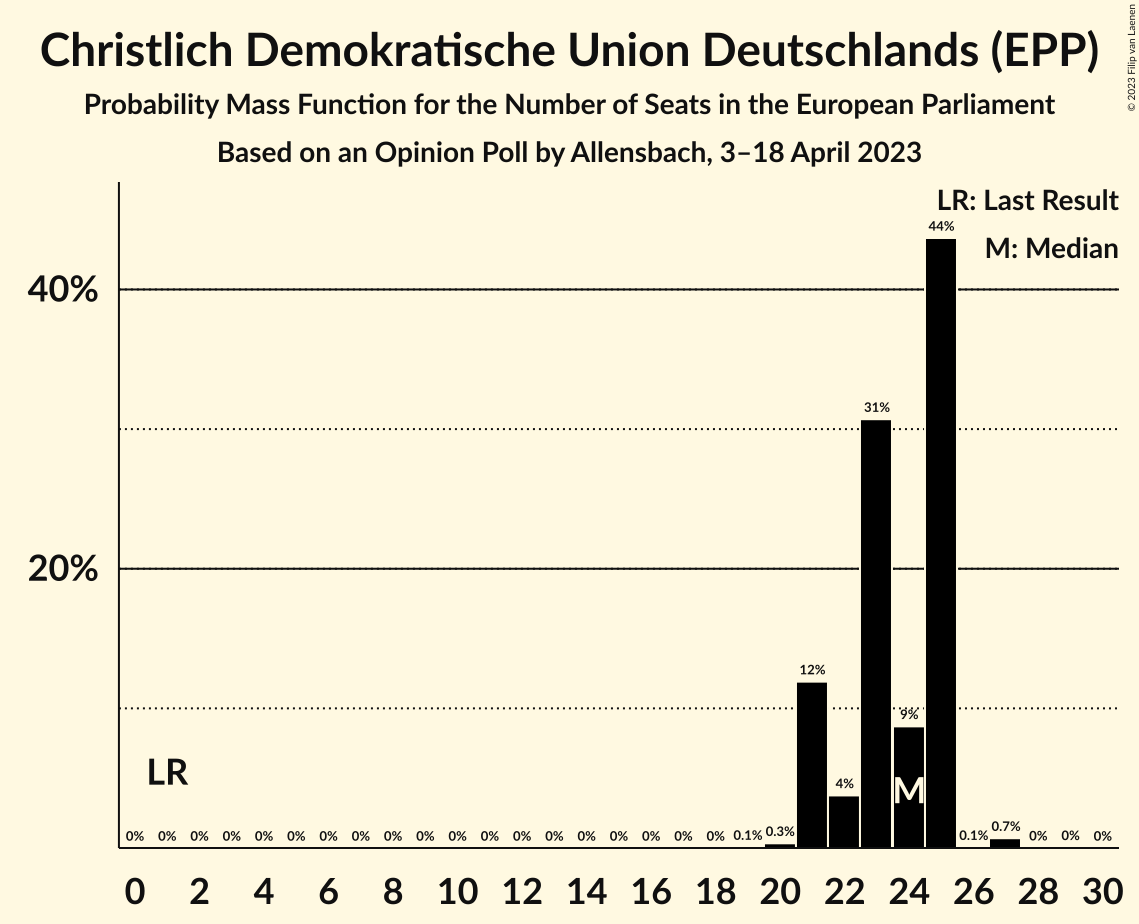 Christlich Demokratische Union Deutschlands (EPP)
Probability Mass Function for the Number of Seats in the European Parliament
Based on an Opinion Poll by Allensbach, 3–18 April 2023
© 2023 Filip van Laenen
LR: Last Result
M: Median
40%
20%
LR
M
0% 0% 0% 0% 0% 0% 0% 0% 0% 0% 0% 0% 0% 0% 0% 0% 0% 0% 0% 0.1% 0.3% 12% 4% 31% 9% 44% 0.1% 0.7% 0% 0% 0%
0 2 4 6 8 10 12 14 16 18 20 22 24 26 28 30